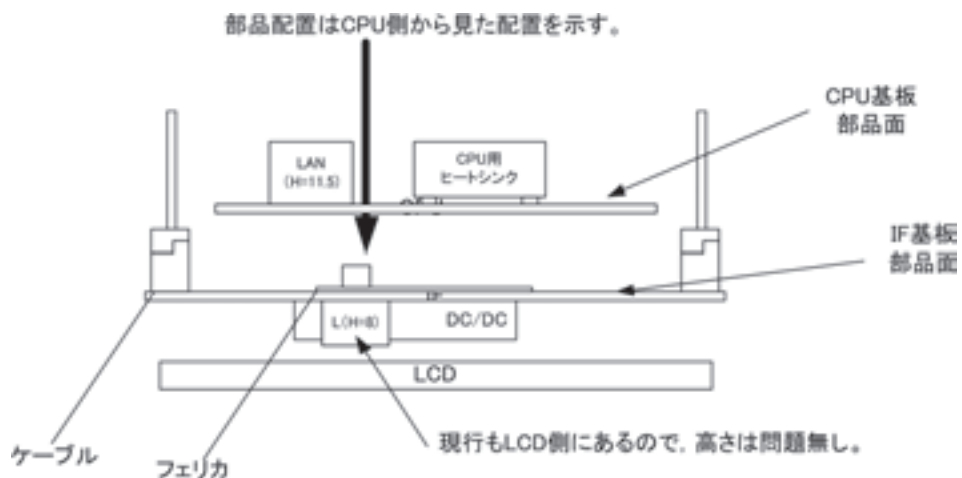 部品配置はCPU側から見た配置を示す。
CPU基板
部品面
LAN
(H=11.5)
CPU用
ヒートシンク
IF基板
部品面
L(H=8)
DC/DC
LCD
現行もLCD側にあるので, 高さは問題無し。
ケーブル
フェリカ